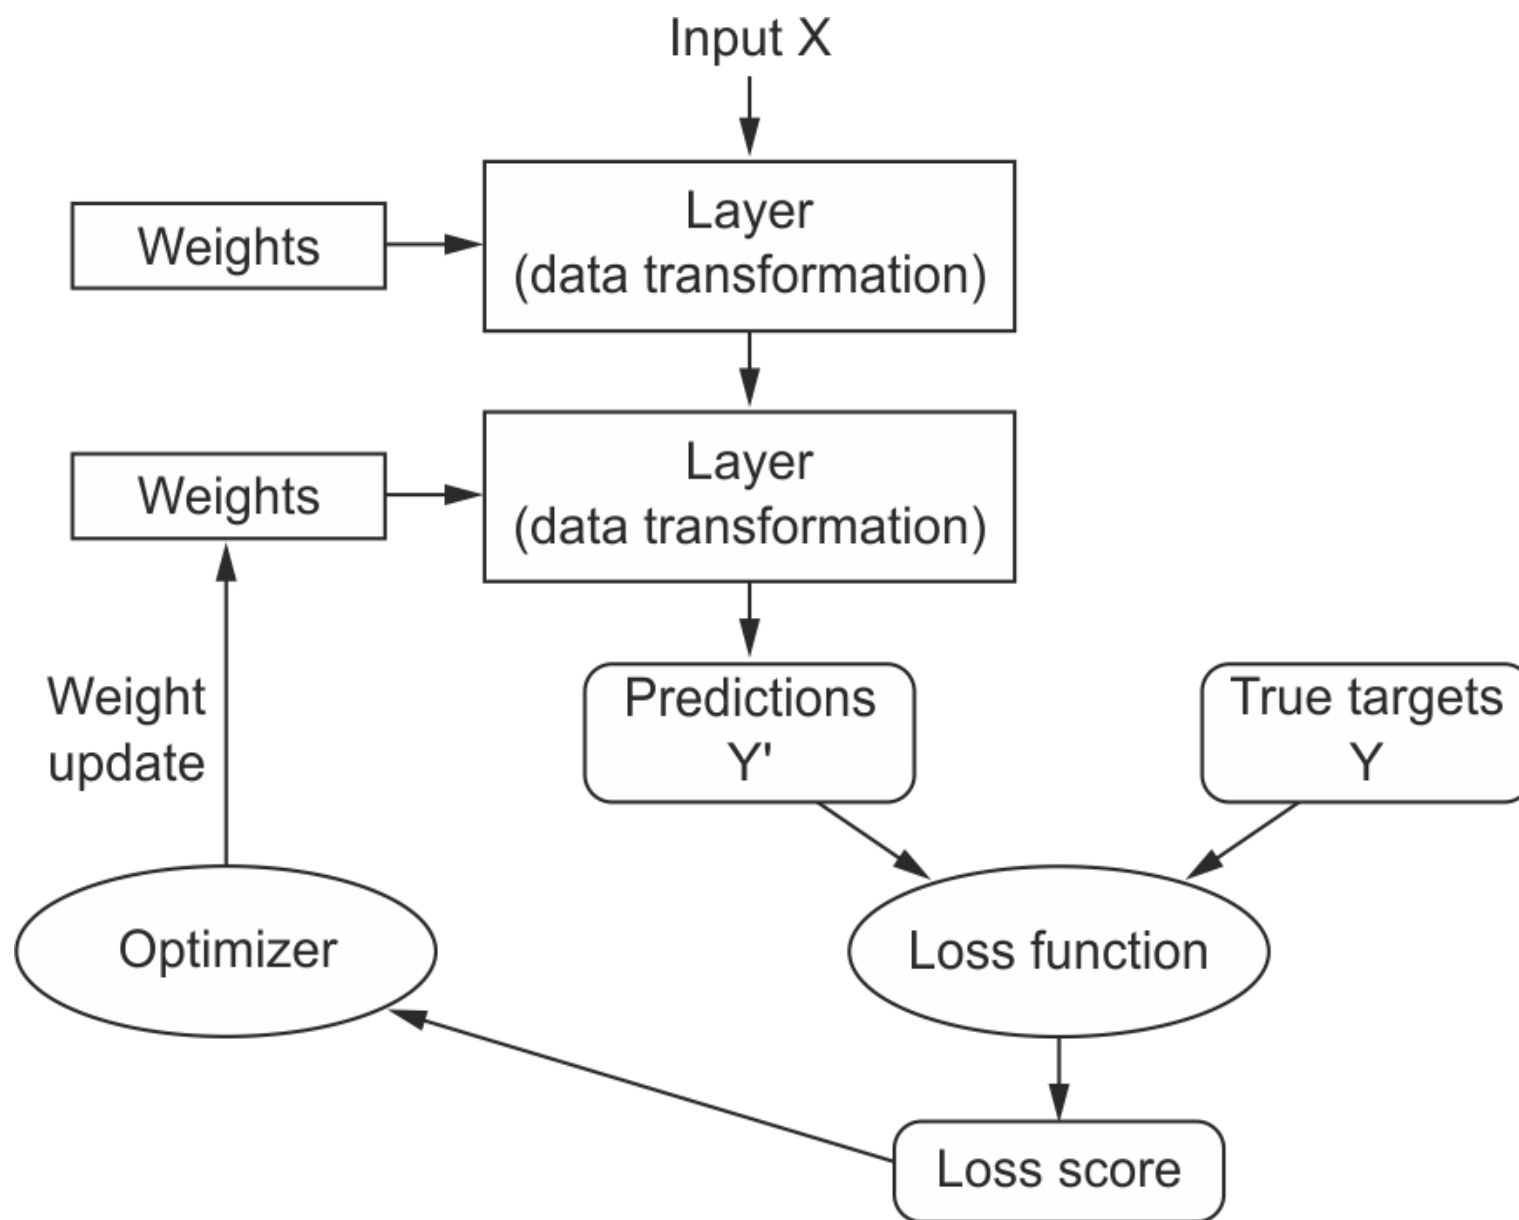 Input X
Weights
Layer
(data transformation)
Weights
Layer
(data transformation)
Weight
update
Predictions
Y'
True targets
Y
Optimizer
Loss function
Loss score